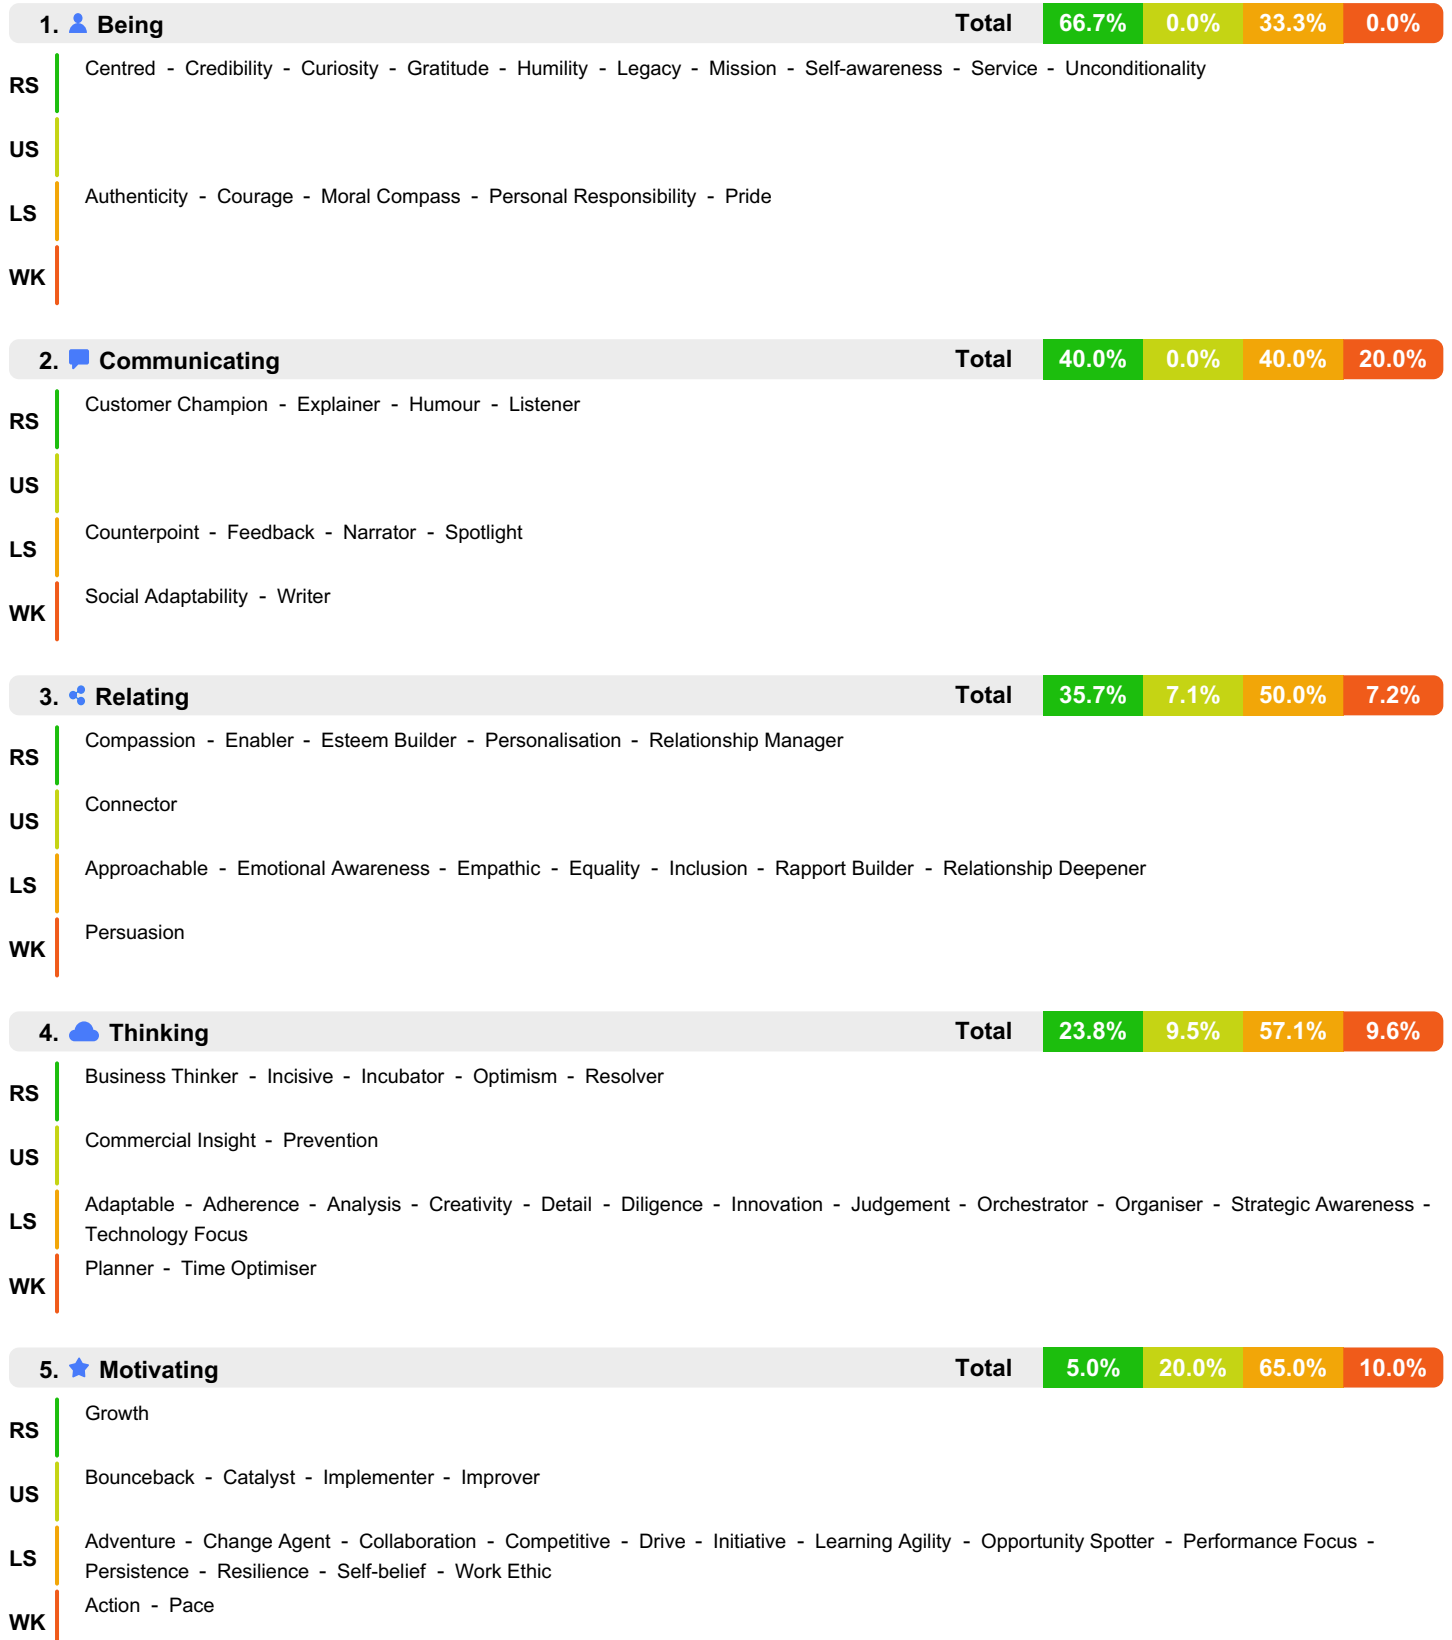 1. Being Total 66.7% 0.0% 33.3% 0.0%
RS Centred - Credibility - Curiosity - Gratitude - Humility - Legacy - Mission - Self-awareness - Service - Unconditionality
US
LS Authenticity - Courage - Moral Compass - Personal Responsibility - Pride
WK
2. Communicating Total 40.0% 0.0% 40.0% 20.0%
RS Customer Champion - Explainer - Humour - Listener
US
LS Counterpoint - Feedback - Narrator - Spotlight
WK Social Adaptability - Writer
3. Relating Total 35.7% 7.1% 50.0% 7.2%
RS Compassion - Enabler - Esteem Builder - Personalisation - Relationship Manager
US Connector
LS Approachable - Emotional Awareness - Empathic - Equality - Inclusion - Rapport Builder - Relationship Deepener
WK Persuasion
4. Thinking Total 23.8% 9.5% 57.1% 9.6%
RS Business Thinker - Incisive - Incubator - Optimism - Resolver
US Commercial Insight - Prevention
LS Adaptable - Adherence - Analysis - Creativity - Detail - Diligence - Innovation - Judgement - Orchestrator - Organiser - Strategic Awareness -
Technology Focus
WK Planner - Time Optimiser
5. Motivating Total 5.0% 20.0% 65.0% 10.0%
RS Growth
US Bounceback - Catalyst - Implementer - Improver
LS Adventure - Change Agent - Collaboration - Competitive - Drive - Initiative - Learning Agility - Opportunity Spotter - Performance Focus -
Persistence - Resilience - Self-belief - Work Ethic
WK Action - Pace